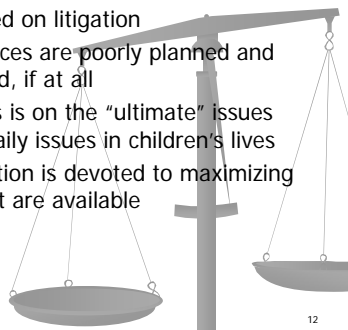 ed on litigation
ces are poorly planned and
d, if at all
s is on the “ultimate” issues
aily issues in children’s lives
tion is devoted to maximizing
t are available
12